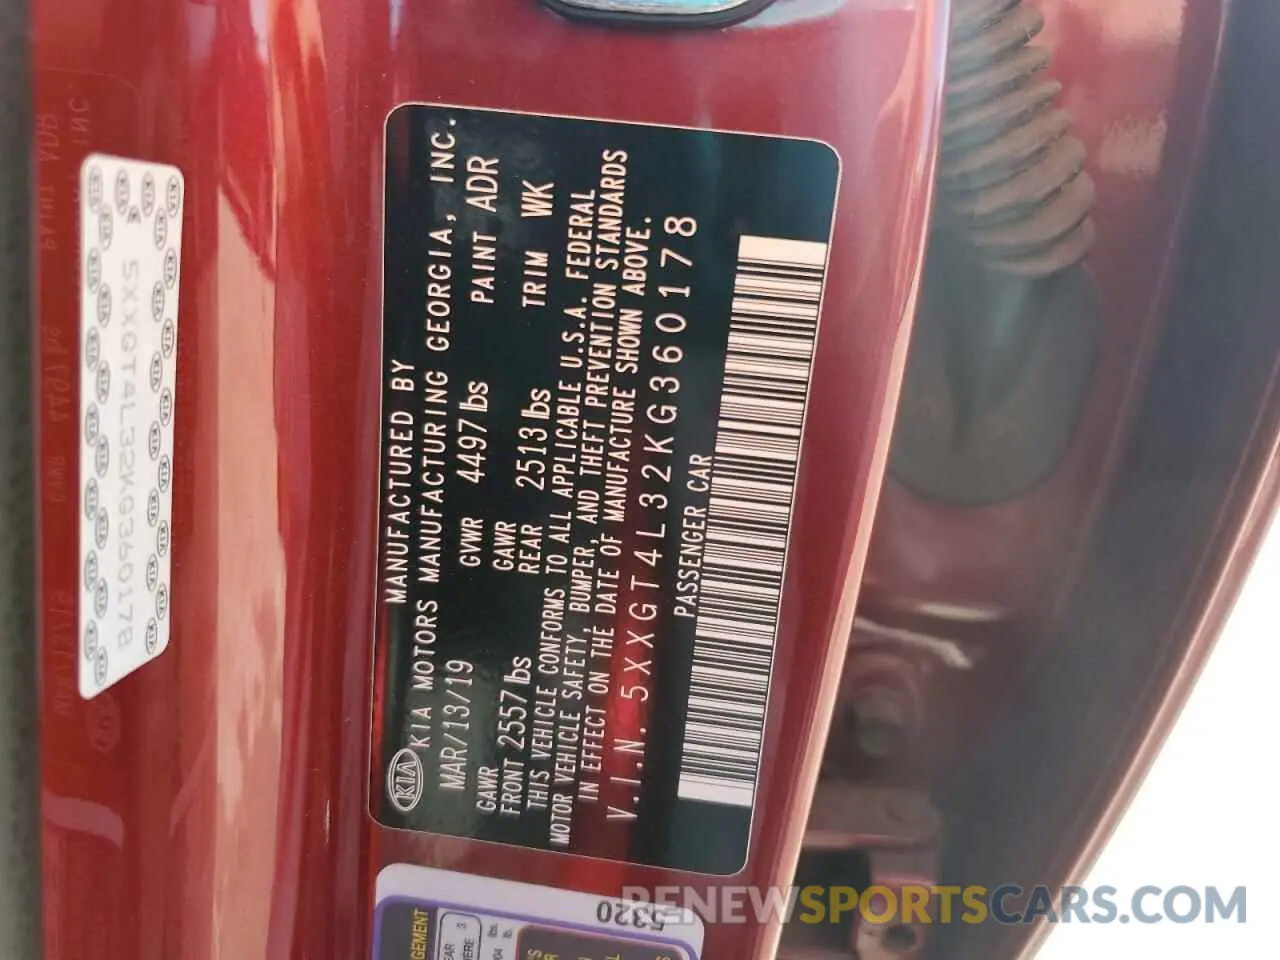 KIA
MANUFACTURED BY
KIA MOTORS MANUFACTURING GEORGIA, INC.
MAR/13/19 GVWR 4497 lbs PAINT ADR
GAWR FRONT 2557 lbs GAWR REAR 2513 lbs TRIM WK
THIS VEHICLE CONFORMS TO ALL APPLICABLE U.S.A. FEDERAL
MOTOR VEHICLE SAFETY, BUMPER, AND THEFT PREVENTION STANDARDS
IN EFFECT ON THE DATE OF MANUFACTURE SHOWN ABOVE.
V.I.N. 5XXGT4L32KG360178
PASSENGER CAR
5XXGT4L32KG360178
5320
RENEWSPORTSCARS.COM